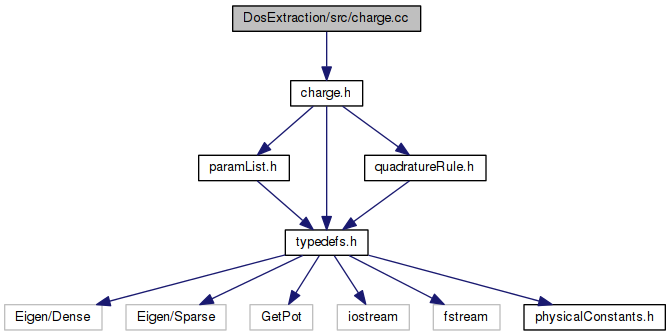 DosExtraction/src/charge.cc
charge.h
paramList.h
quadratureRule.h
typedefs.h
Eigen/Dense
Eigen/Sparse
GetPot
iostream
fstream
physicalConstants.h